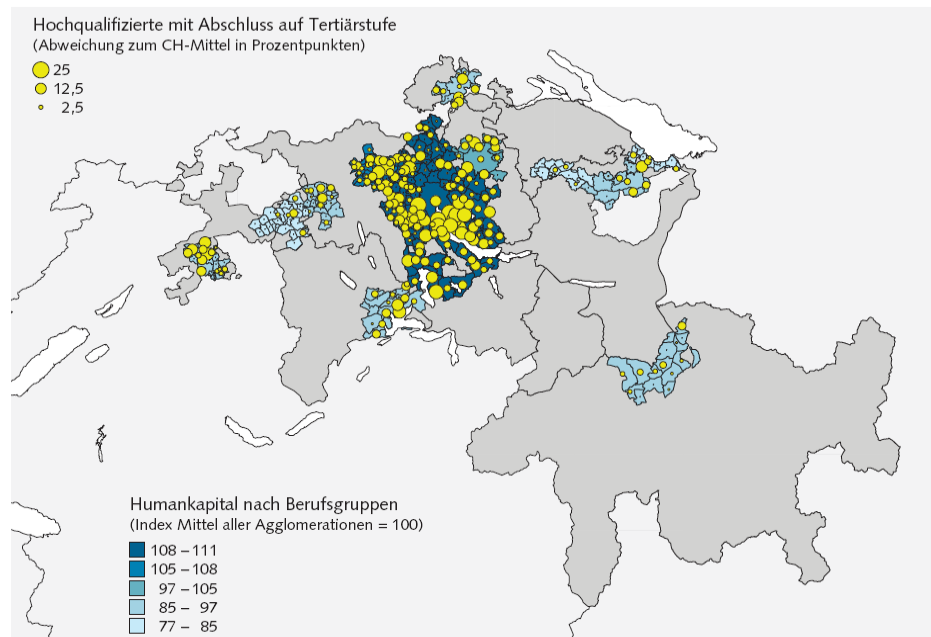 Hochqualifizierte mit Abschluss auf Tertiärstufe
(Abweichung zum CH-Mittel in Prozentpunkten)
25
12,5
2,5
Humankapital nach Berufsgruppen
(Index Mittel aller Agglomerationen = 100)
108 – 111
105 – 108
97 – 105
85 – 97
77 – 85